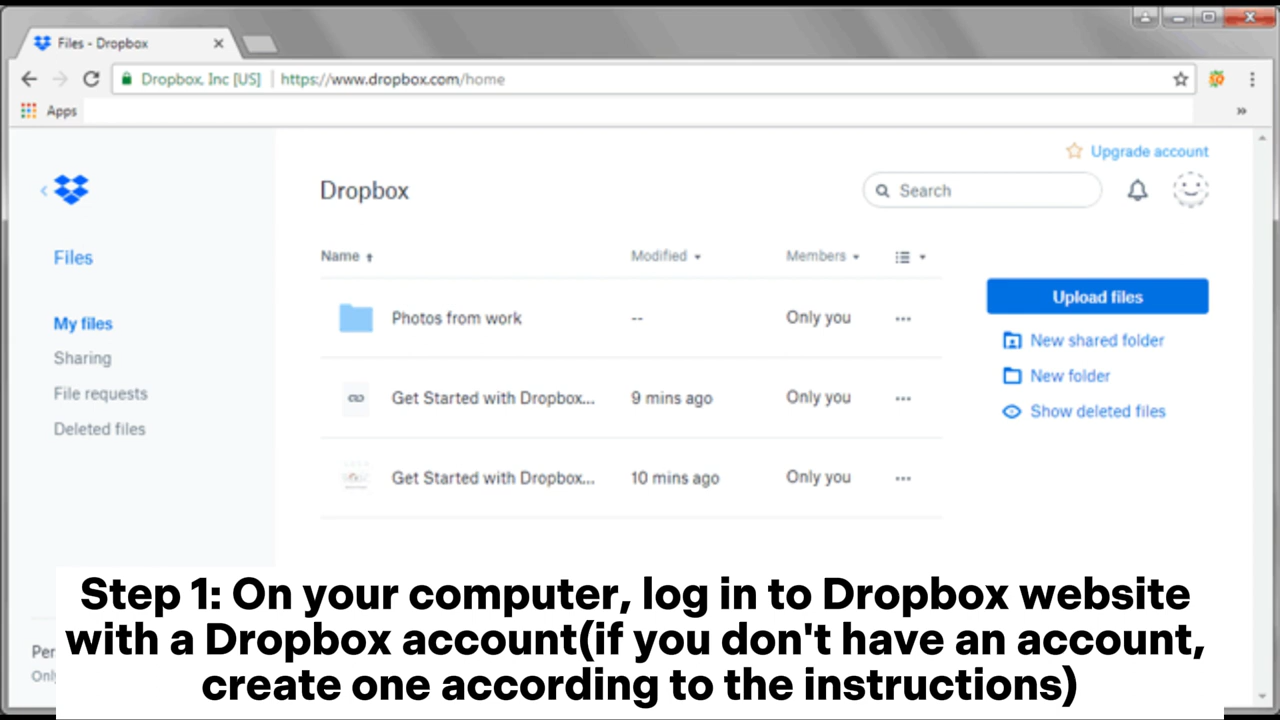 Files - Dropbox
Dropbox, Inc [US] | https://www.dropbox.com/home
Apps
Upgrade account
Dropbox
Search
Files
My files
Sharing
File requests
Deleted files
Name Modified Members
Photos from work -- Only you
Get Started with Dropbox... 9 mins ago Only you
Get Started with Dropbox... 10 mins ago Only you
Upload files
New shared folder
New folder
Show deleted files
Per
Onl
Step 1: On your computer, log in to Dropbox website
with a Dropbox account(if you don't have an account,
create one according to the instructions)